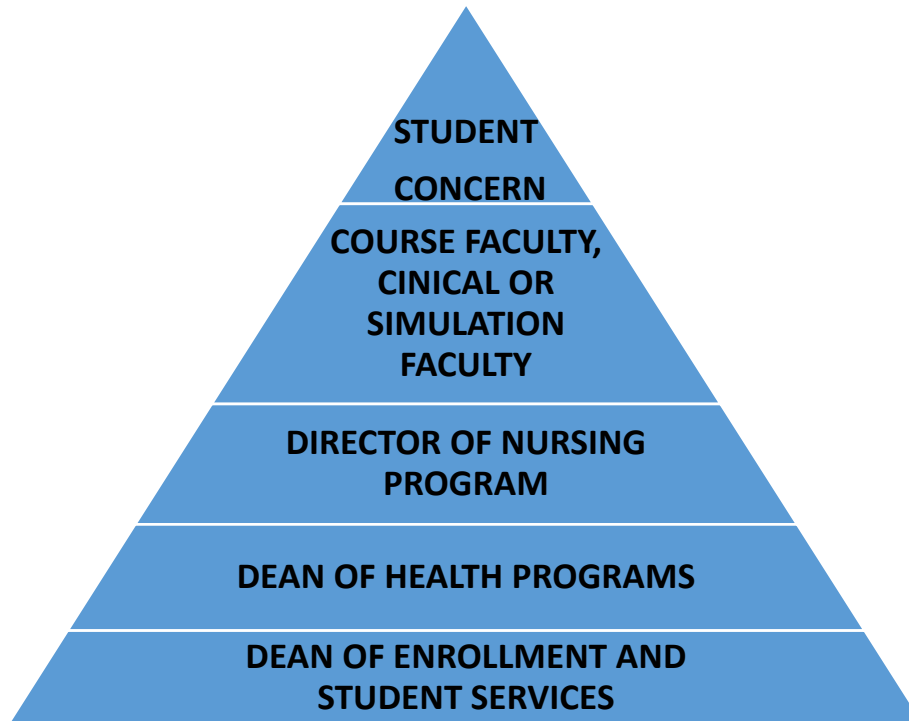 STUDENT
CONCERN
COURSE FACULTY,
CINICAL OR
SIMULATION
FACULTY
DIRECTOR OF NURSING
PROGRAM
DEAN OF HEALTH PROGRAMS
DEAN OF ENROLLMENT AND
STUDENT SERVICES